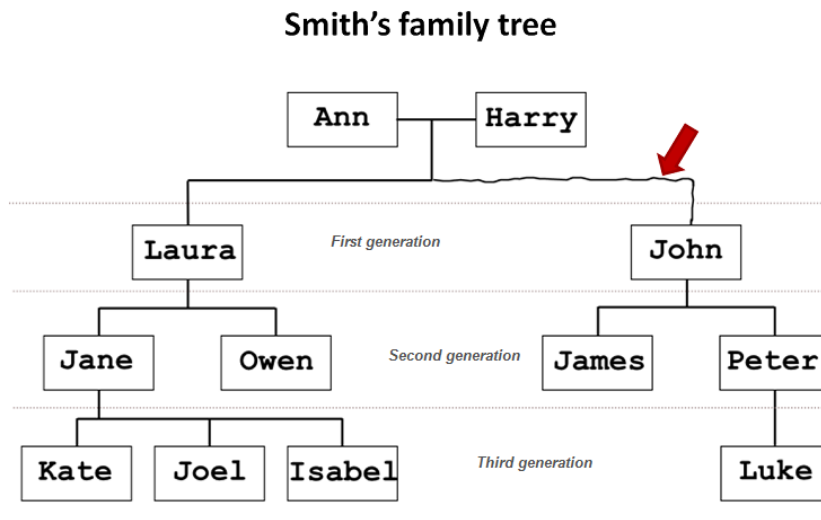 Smith's family tree
Ann Harry
Laura First generation John
Jane Owen Second generation James Peter
Kate Joel Isabel Third generation Luke